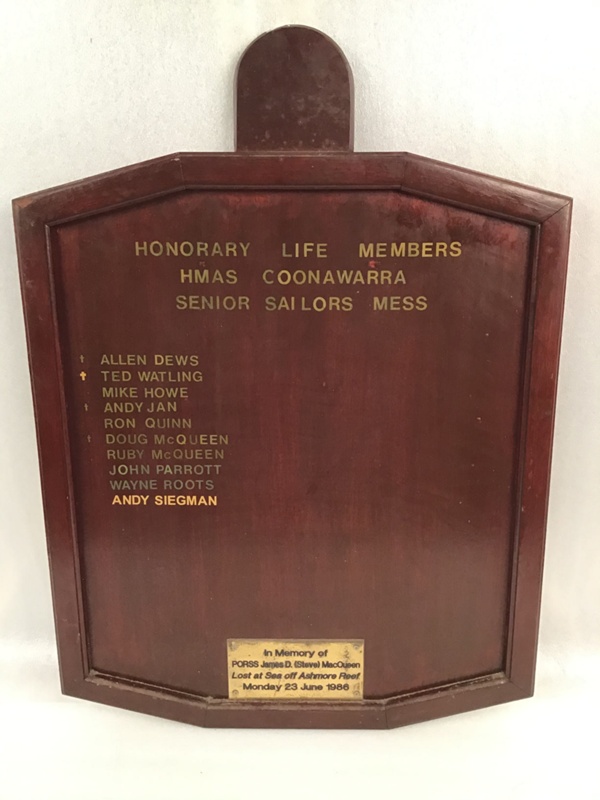 HONORARY LIFE MEMBERS
HMAS COONAWARRA
SENIOR SAILORS MESS
† ALLEN DEWS
† TED WATLING
MIKE HOWE
† ANDY JAN
RON QUINN
† DOUG McQUEEN
RUBY McQUEEN
JOHN PARROTT
WAYNE ROOTS
ANDY SIEGMAN
In Memory of
PORSS James D. (Steve) MacQueen
Lost at Sea off Ashmore Reef
Monday 23 June 1986